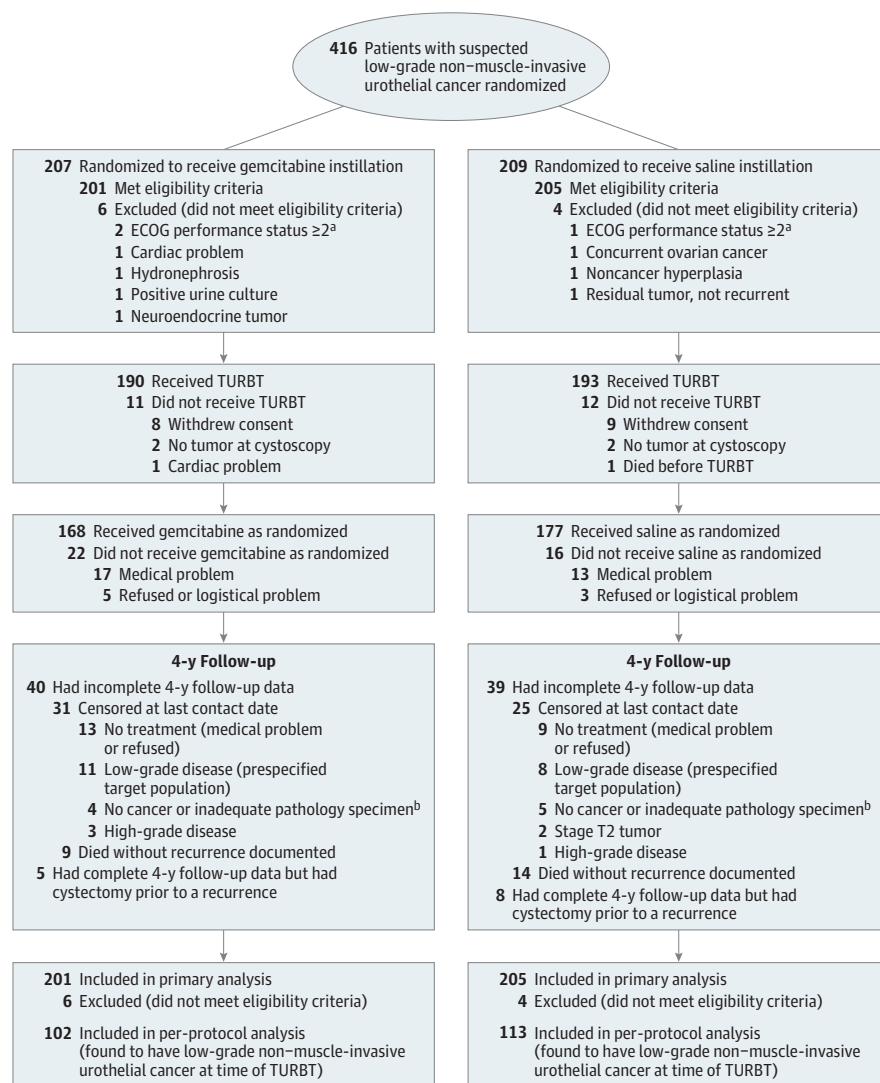 416 Patients with suspected
low-grade non–muscle-invasive
urothelial cancer randomized
207 Randomized to receive gemcitabine instillation
201 Met eligibility criteria
6 Excluded (did not meet eligibility criteria)
2 ECOG performance status ≥2a
1 Cardiac problem
1 Hydronephrosis
1 Positive urine culture
1 Neuroendocrine tumor
209 Randomized to receive saline instillation
205 Met eligibility criteria
4 Excluded (did not meet eligibility criteria)
1 ECOG performance status ≥2a
1 Concurrent ovarian cancer
1 Noncancer hyperplasia
1 Residual tumor, not recurrent
190 Received TURBT
11 Did not receive TURBT
8 Withdrew consent
2 No tumor at cystoscopy
1 Cardiac problem
193 Received TURBT
12 Did not receive TURBT
9 Withdrew consent
2 No tumor at cystoscopy
1 Died before TURBT
168 Received gemcitabine as randomized
22 Did not receive gemcitabine as randomized
17 Medical problem
5 Refused or logistical problem
177 Received saline as randomized
16 Did not receive saline as randomized
13 Medical problem
3 Refused or logistical problem
4-y Follow-up
40 Had incomplete 4-y follow-up data
31 Censored at last contact date
13 No treatment (medical problem
or refused)
11 Low-grade disease (prespecified
target population)
4 No cancer or inadequate pathology specimenb
3 High-grade disease
9 Died without recurrence documented
5 Had complete 4-y follow-up data but had
cystectomy prior to a recurrence
4-y Follow-up
39 Had incomplete 4-y follow-up data
25 Censored at last contact date
9 No treatment (medical problem
or refused)
8 Low-grade disease (prespecified
target population)
5 No cancer or inadequate pathology specimenb
2 Stage T2 tumor
1 High-grade disease
14 Died without recurrence documented
8 Had complete 4-y follow-up data but had
cystectomy prior to a recurrence
201 Included in primary analysis
6 Excluded (did not meet eligibility criteria)
102 Included in per-protocol analysis
(found to have low-grade non–muscle-invasive
urothelial cancer at time of TURBT)
205 Included in primary analysis
4 Excluded (did not meet eligibility criteria)
113 Included in per-protocol analysis
(found to have low-grade non–muscle-invasive
urothelial cancer at time of TURBT)